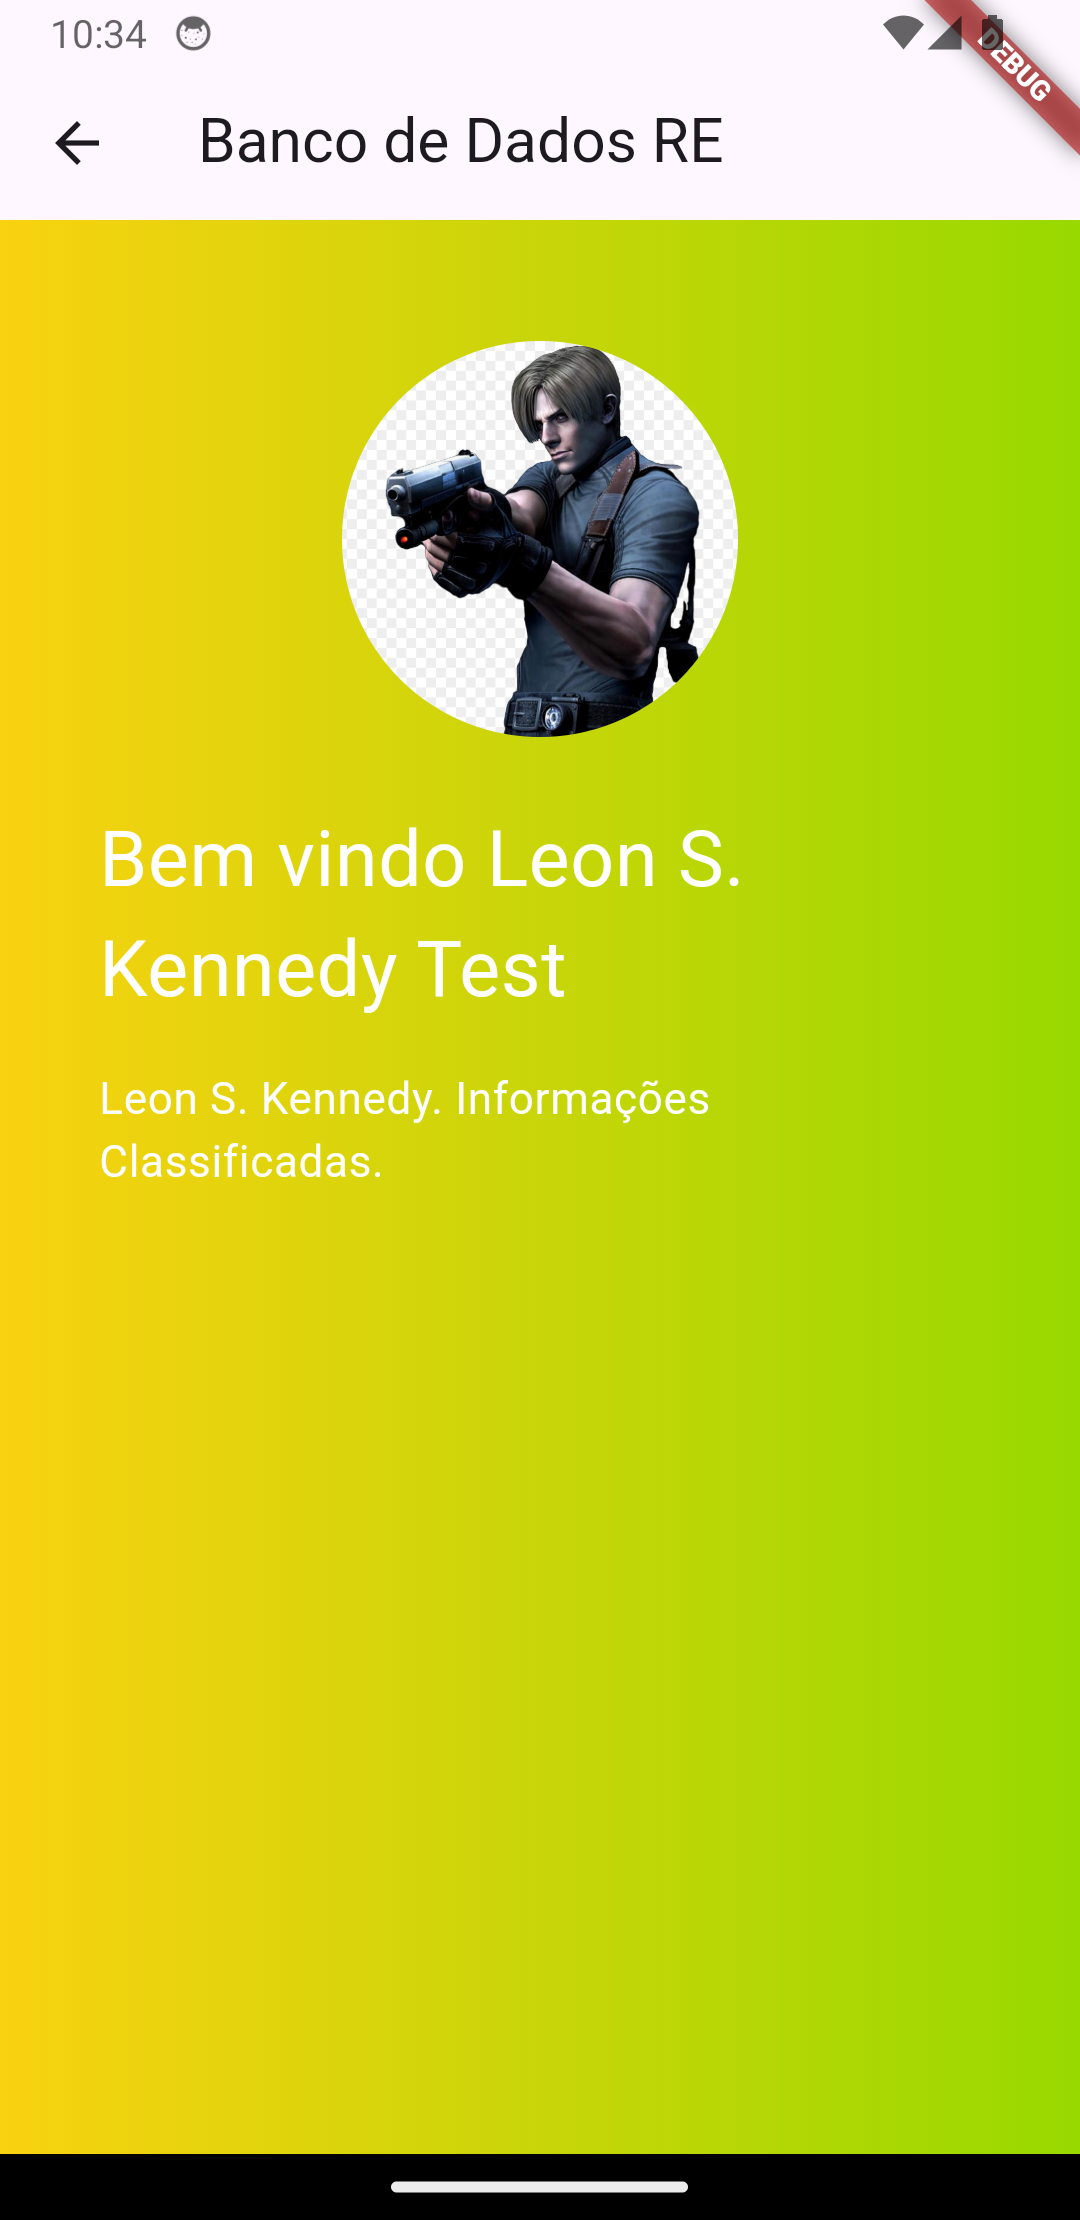 10:34
DEBUG
Banco de Dados RE
Bem vindo Leon S.
Kennedy Test
Leon S. Kennedy. Informações
Classificadas.